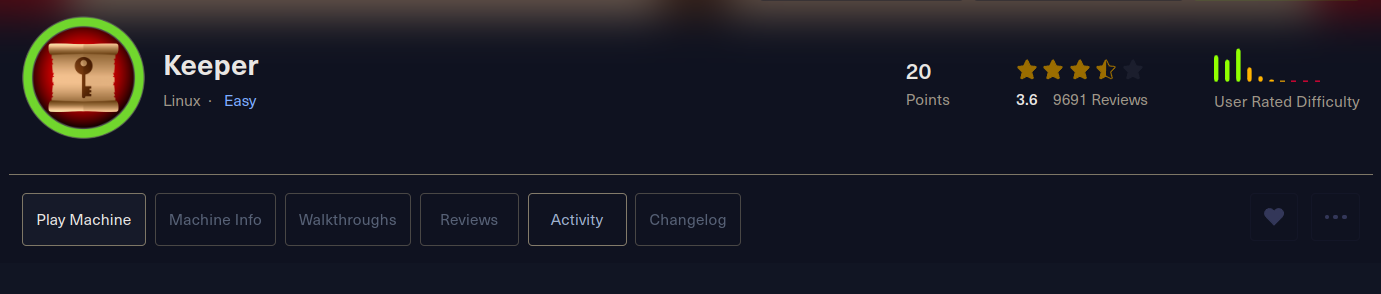 Keeper
Linux · Easy
20
Points
3.6 9691 Reviews
User Rated Difficulty
Play Machine
Machine Info
Walkthroughs
Reviews
Activity
Changelog